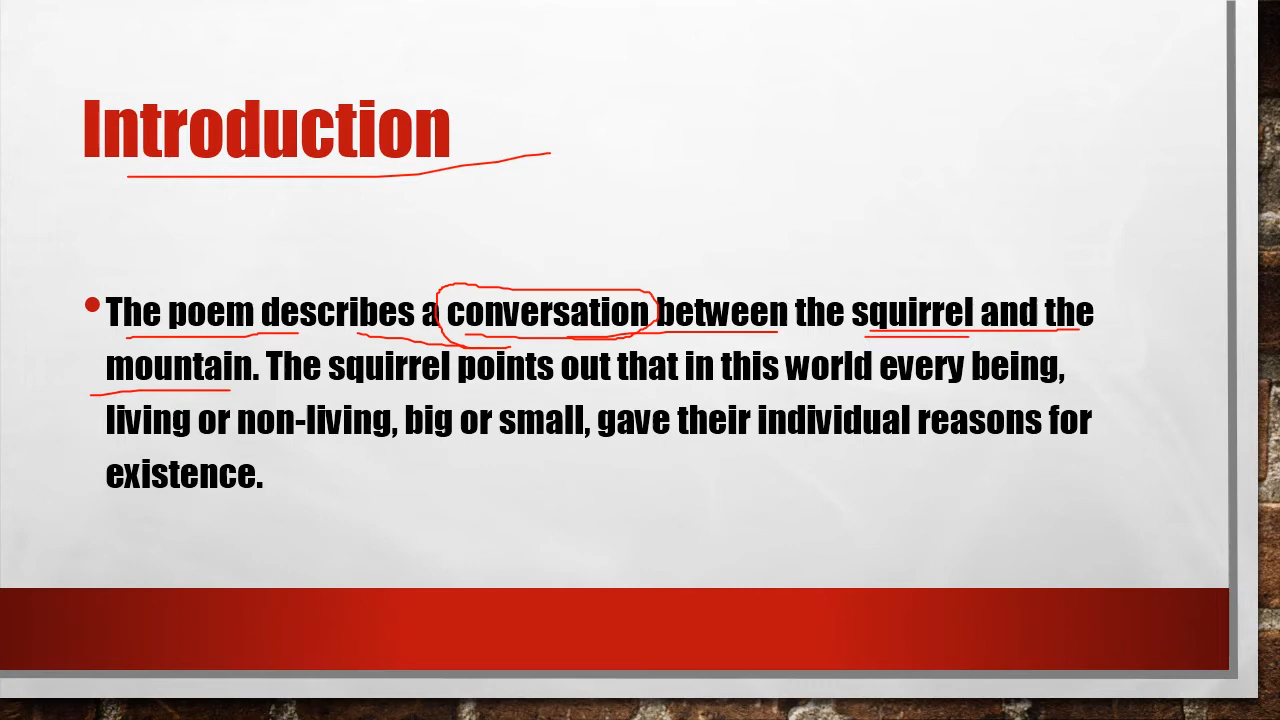 Introduction
•The poem describes a conversation between the squirrel and the
mountain. The squirrel points out that in this world every being,
living or non-living, big or small, gave their individual reasons for
existence.